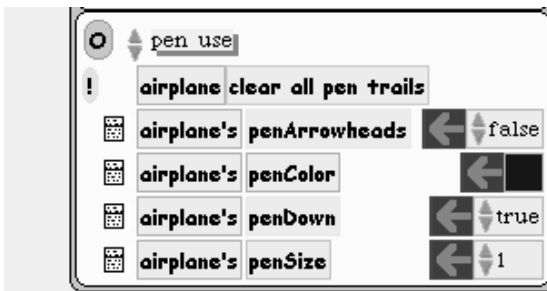 O pen use
! airplane clear all pen trails
airplane's penArrowheads false
airplane's penColor
airplane's penDown true
airplane's penSize 1